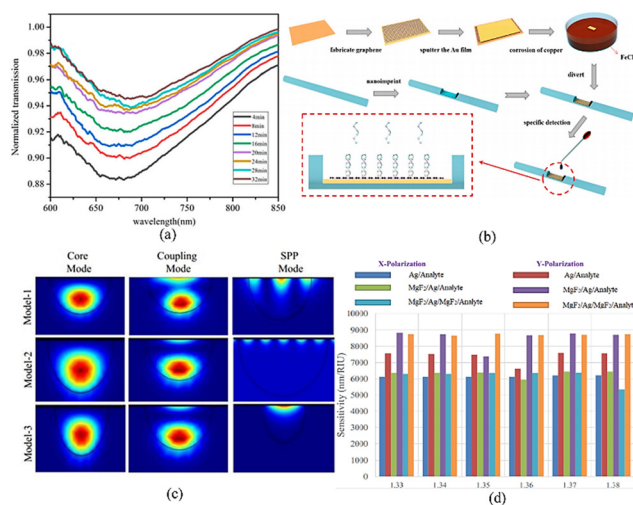 (a)
1.00
0.98
0.96
0.94
0.92
0.90
0.88
Normalized transmission
4min
8min
12min
16min
20min
24min
28min
32min
600
650
700
750
800
850
wavelength(nm)
(a)
(b)
fabricate graphene
sputter the Au film
corrosion of copper
FeCl
nanoimprint
divert
specific detection
Core
Mode
Coupling
Mode
SPP
Mode
Model-1
Model-2
Model-3
(c)
X-Polarization
Y-Polarization
Ag/Analyte
Ag/Analyte
MgF₂/Ag/Analyte
MgF₂/Ag/Analyte
MgF₂/Ag/MgF₂/Analyte
MgF₂/Ag/MgF₂/Analyte
Sensitivity (nm/RIU)
10000
9000
8000
7000
6000
5000
4000
3000
2000
1000
0
1.33
1.34
1.35
1.36
1.37
1.38
(d)